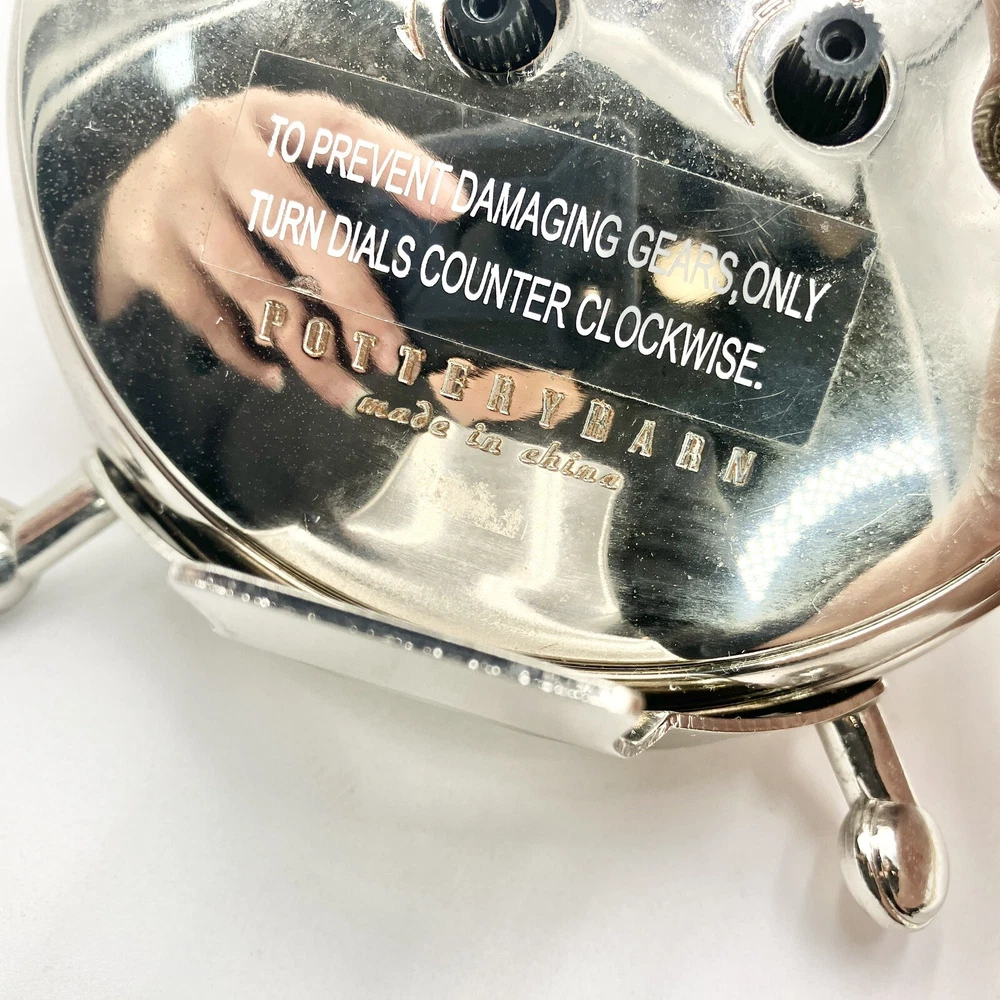 TO PREVENT DAMAGING GEARS, ONLY
TURN DIALS COUNTER CLOCKWISE.
POTTERYBARN
made in china